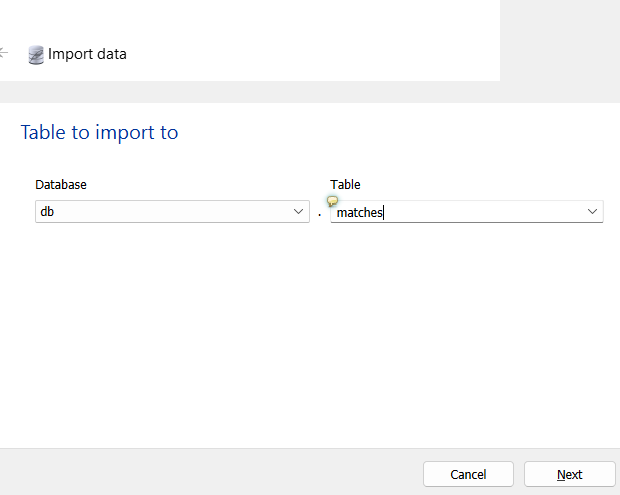 Import data
Table to import to
Database Table
db . matches
Cancel Next